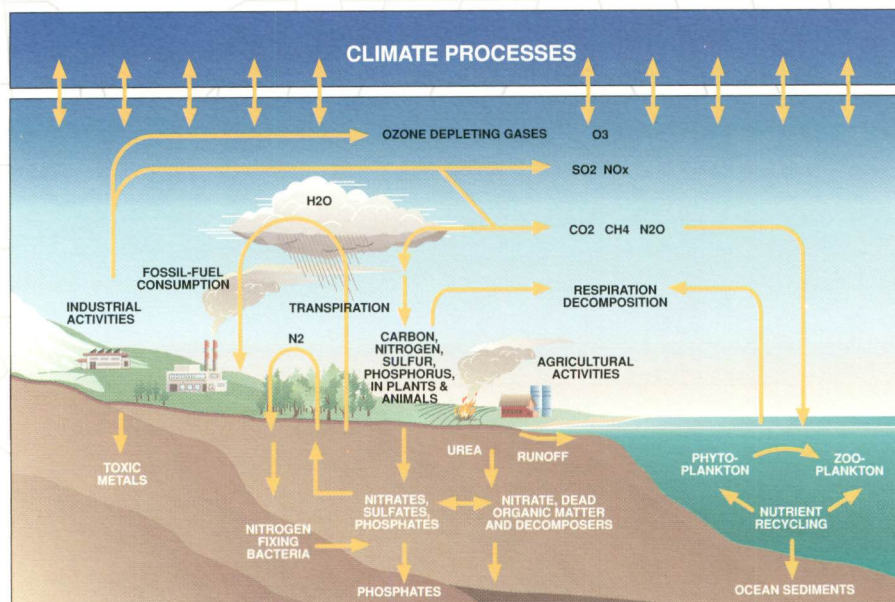 CLIMATE PROCESSES
OZONE DEPLETING GASES
O3
SO2 NOx
H2O
CO2 CH4 N2O
FOSSIL-FUEL
CONSUMPTION
RESPIRATION
DECOMPOSITION
INDUSTRIAL
ACTIVITIES
TRANSPIRATION
N2
CARBON,
NITROGEN,
SULFUR,
PHOSPHORUS,
IN PLANTS &
ANIMALS
AGRICULTURAL
ACTIVITIES
TOXIC
METALS
UREA
RUNOFF
PHYTO-
PLANKTON
ZOO-
PLANKTON
NITRATES,
SULFATES,
PHOSPHATES
NITRATE, DEAD
ORGANIC MATTER
AND DECOMPOSERS
NUTRIENT
RECYCLING
NITROGEN
FIXING
BACTERIA
PHOSPHATES
OCEAN SEDIMENTS